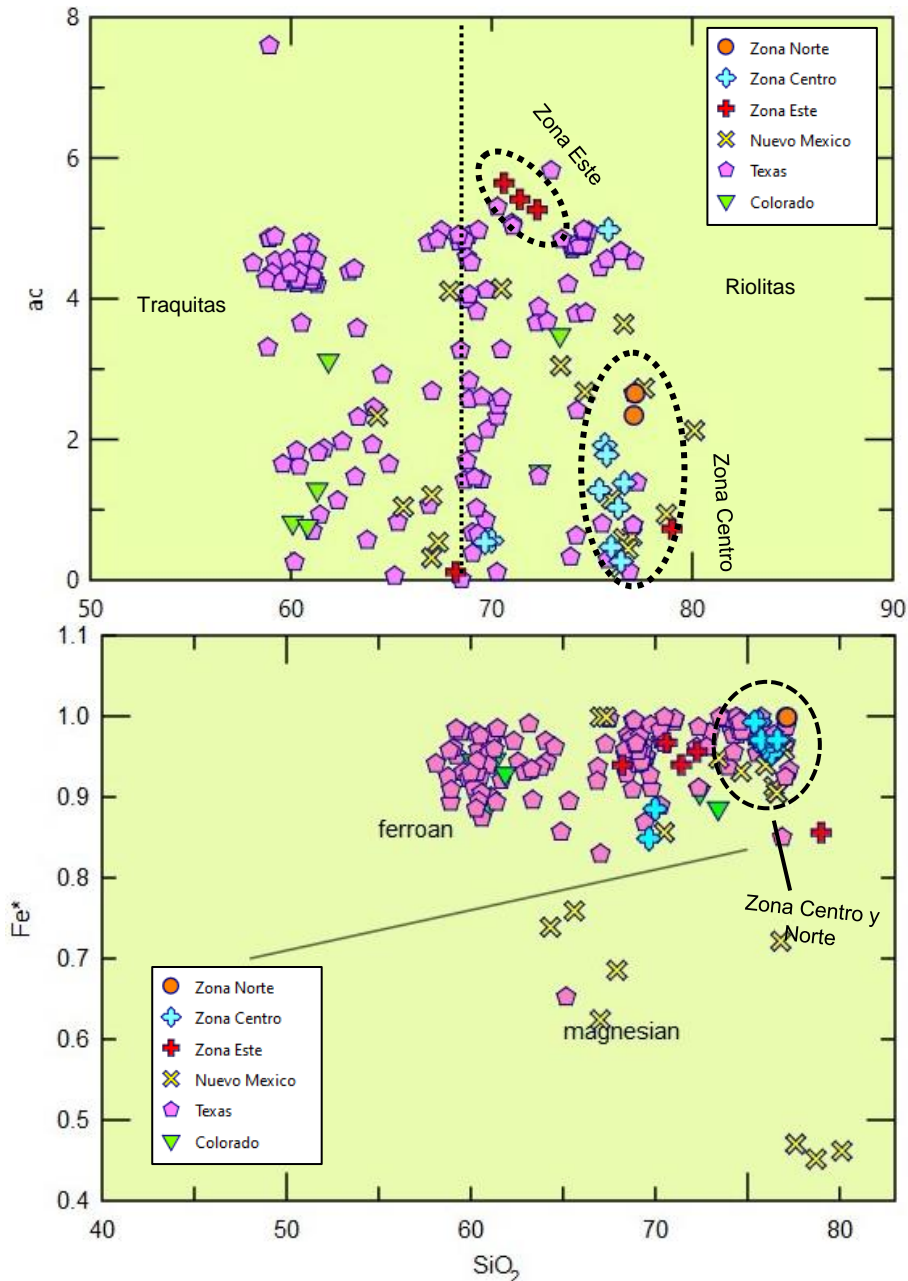 8
6
4
2
0
ac
50
60
70
80
90
Traquitas
Riolitas
Zona Este
Zona Centro
Zona Norte
Zona Centro
Zona Este
Nuevo Mexico
Texas
Colorado
1.1
1.0
0.9
0.8
0.7
0.6
0.5
0.4
Fe*
40
50
60
70
80
SiO₂
ferroan
magnesian
Zona Centro y
Norte
Zona Norte
Zona Centro
Zona Este
Nuevo Mexico
Texas
Colorado